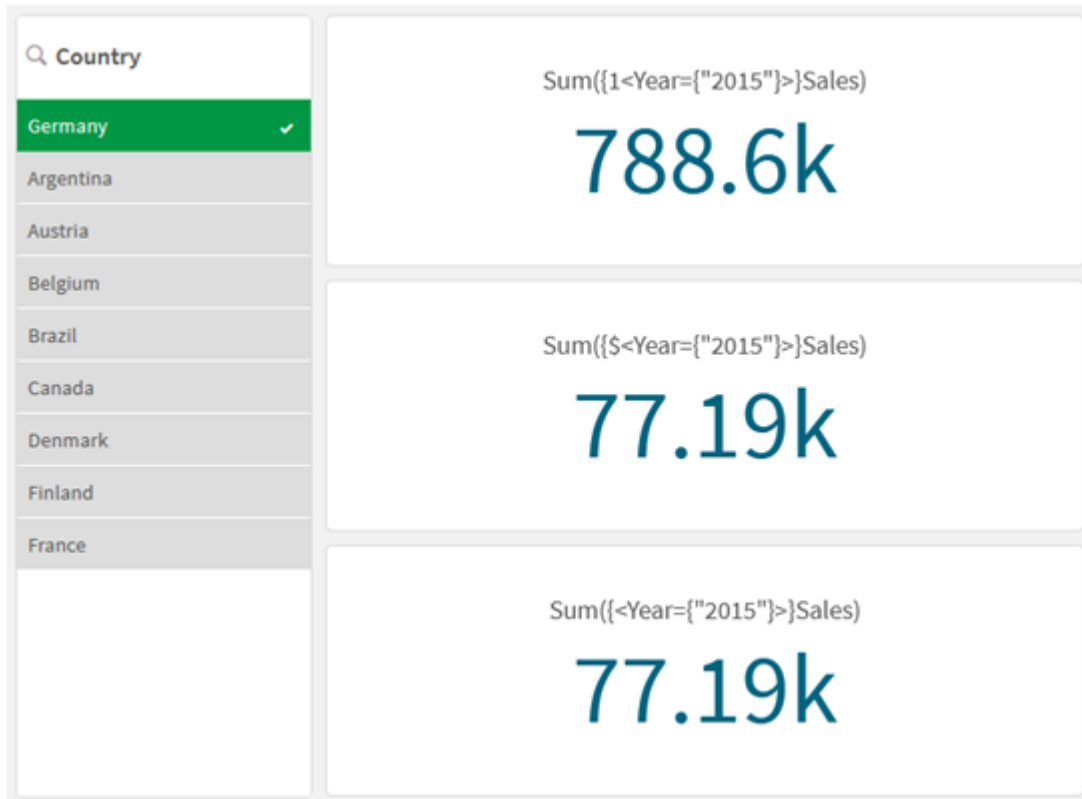 Country
Germany
Argentina
Austria
Belgium
Brazil
Canada
Denmark
Finland
France
Sum({1<Year={"2015"}>}Sales)
788.6k
Sum({$<Year={"2015"}>}Sales)
77.19k
Sum({<Year={"2015"}>}Sales)
77.19k